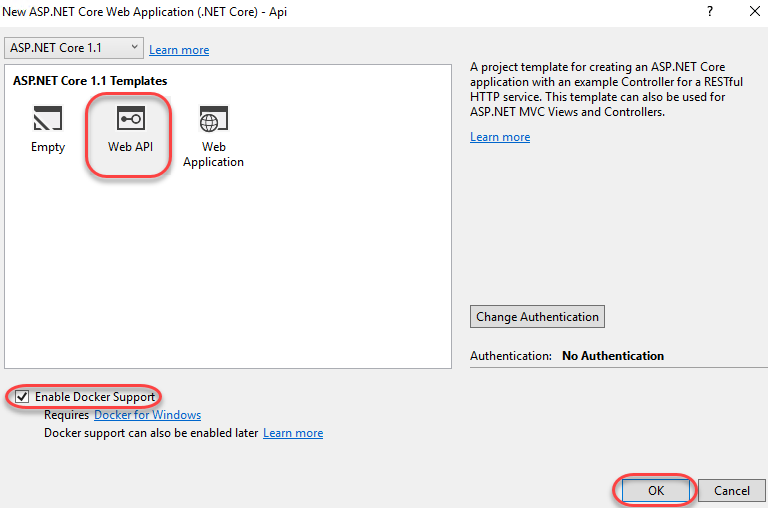 New ASP.NET Core Web Application (.NET Core) - Api
?
ASP.NET Core 1.1
Learn more
ASP.NET Core 1.1 Templates
Empty
Web API
Web
Application
A project template for creating an ASP.NET Core
application with an example Controller for a RESTful
HTTP service. This template can also be used for
ASP.NET MVC Views and Controllers.
Learn more
Change Authentication
Authentication: No Authentication
Enable Docker Support
Requires Docker for Windows
Docker support can also be enabled later Learn more
OK
Cancel